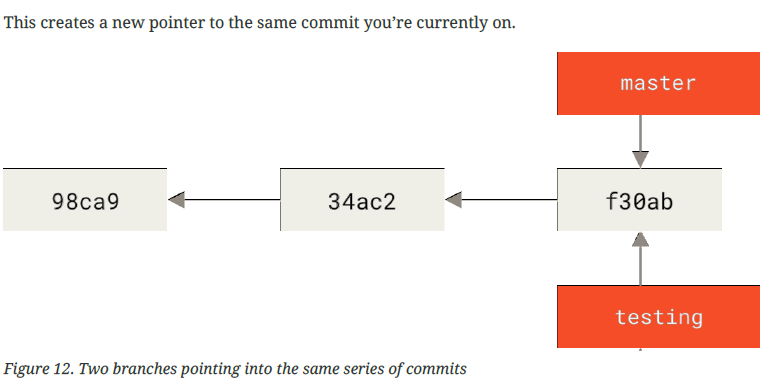 This creates a new pointer to the same commit you’re currently on.
master
98ca9
34ac2
f30ab
testing
Figure 12. Two branches pointing into the same series of commits